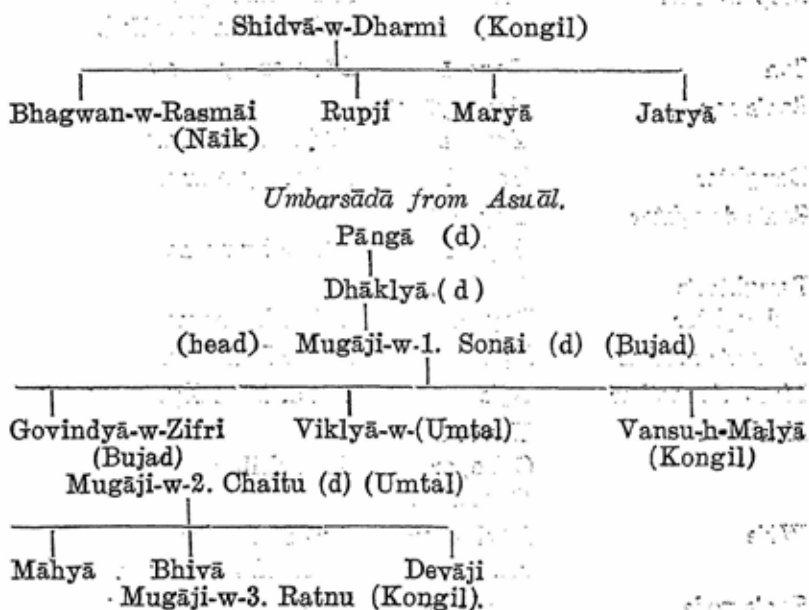 Shidvā-w-Dharmi (Kongil)
Bhagwan-w-Rasmāi Rupji Maryā Jatryā
(Nāik)
Umbarsādā from Asuāl.
Pāngā (d)
Dhāklyā (d)
(head) Mugāji-w-1. Sonāi (d) (Bujad)
Govindyā-w-Zifri Viklyā-w-(Umtal) Vansu-h-Malyā
(Bujad) (Kongil)
Mugāji-w-2. Chaitu (d) (Umtal)
Māhyā Bhivā Devāji
Mugāji-w-3. Ratnu (Kongil).